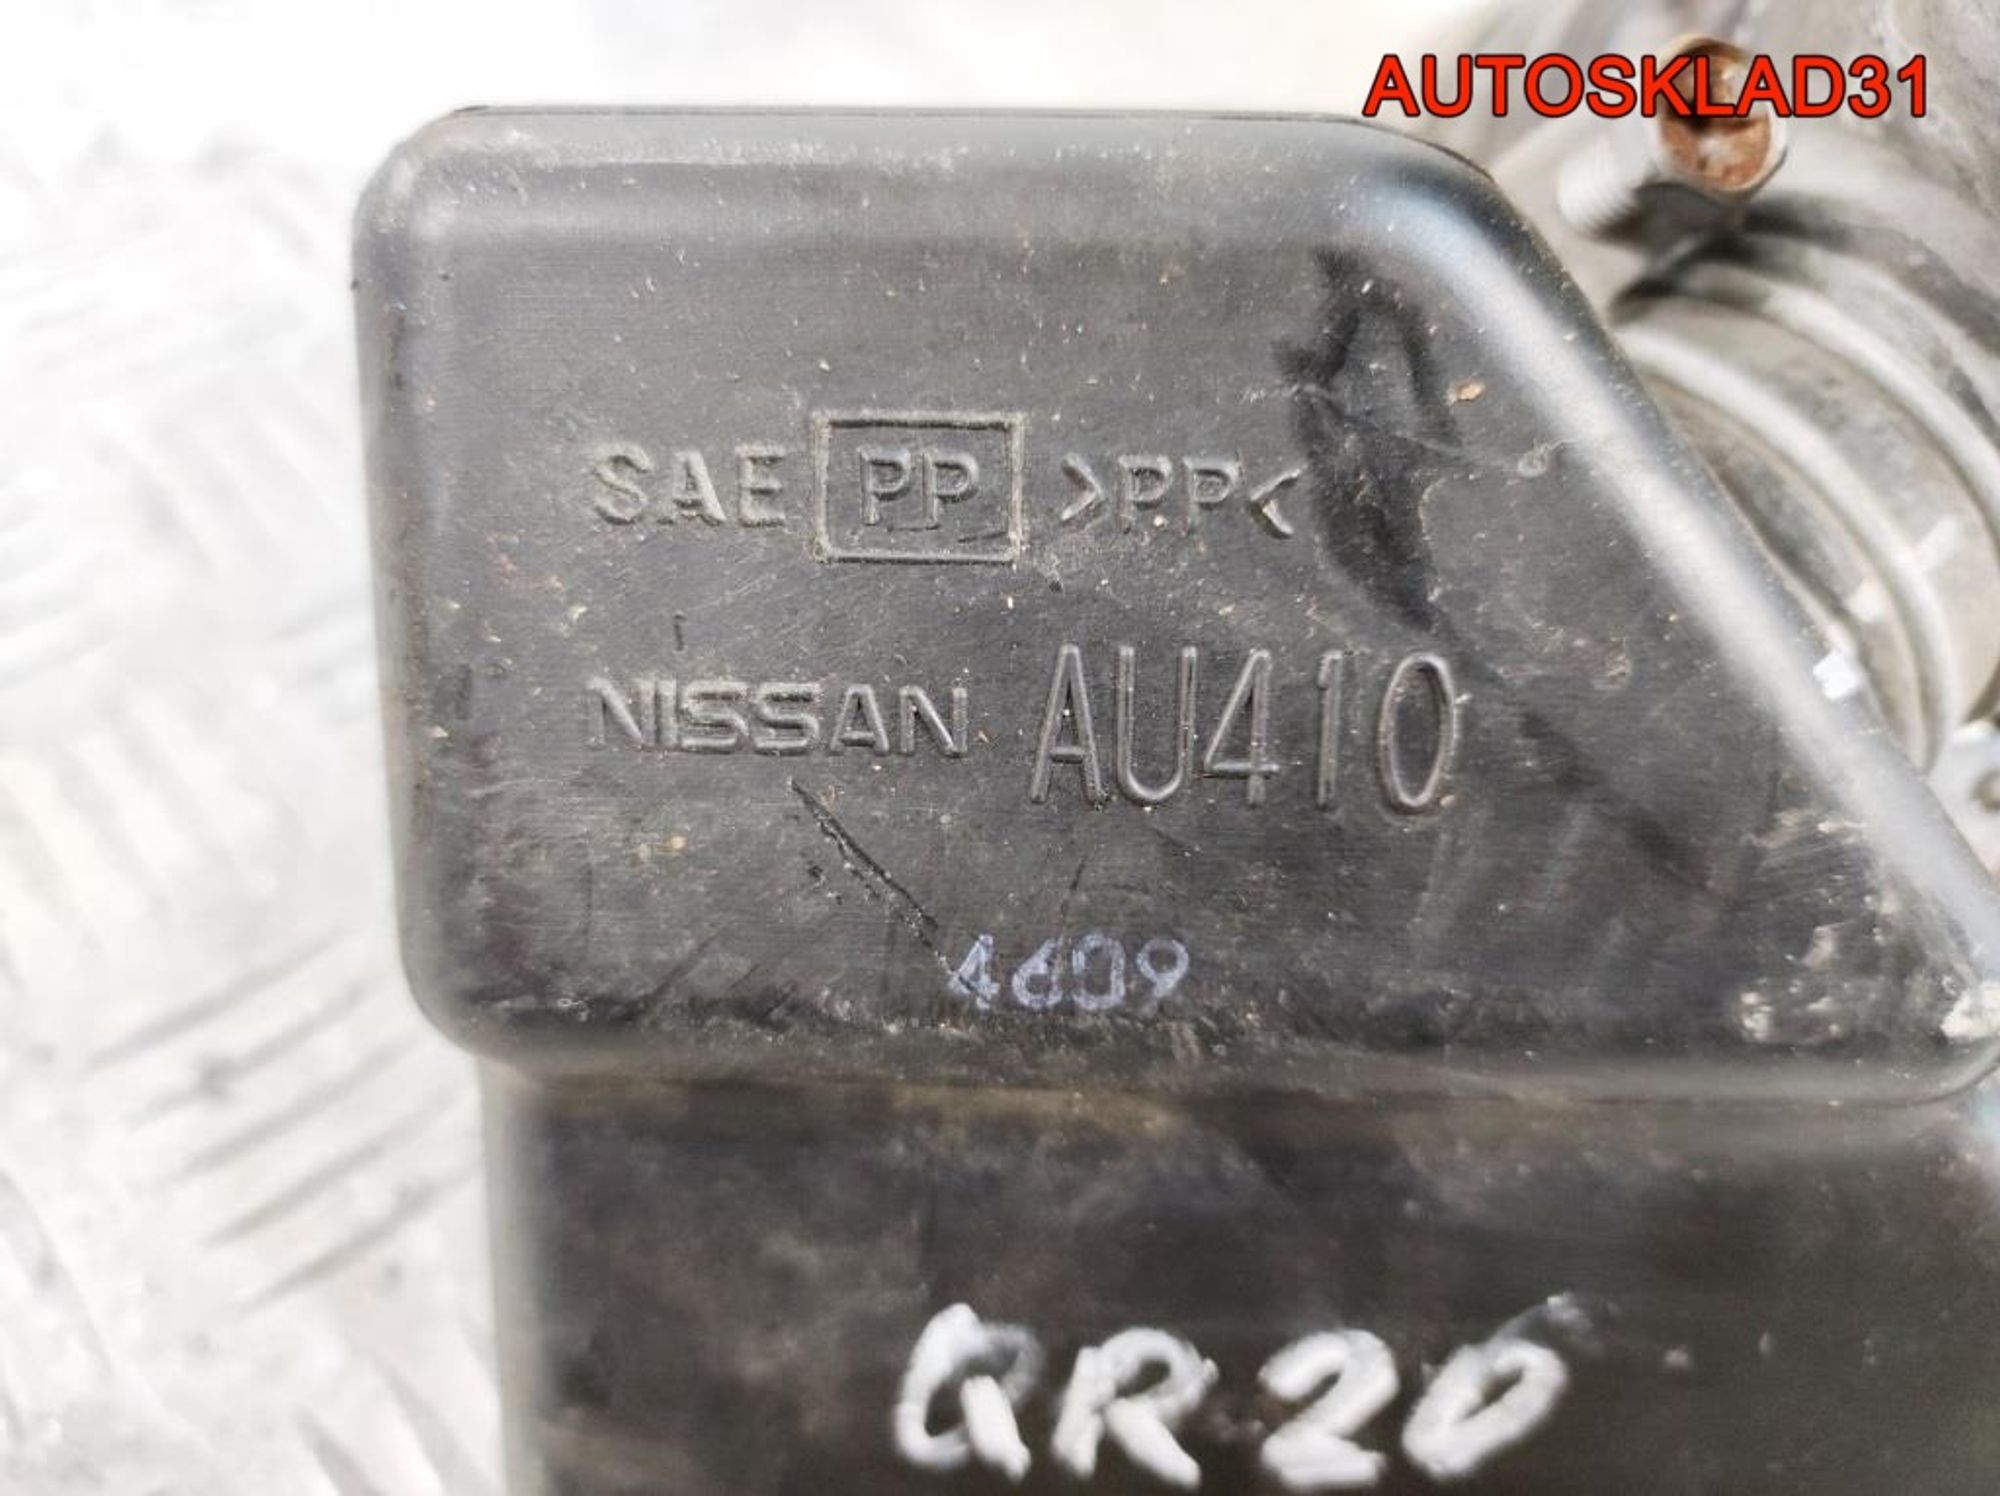 AUTOSKLAD31
SAE PP >PP<
NISSAN AU410
4609
QR20